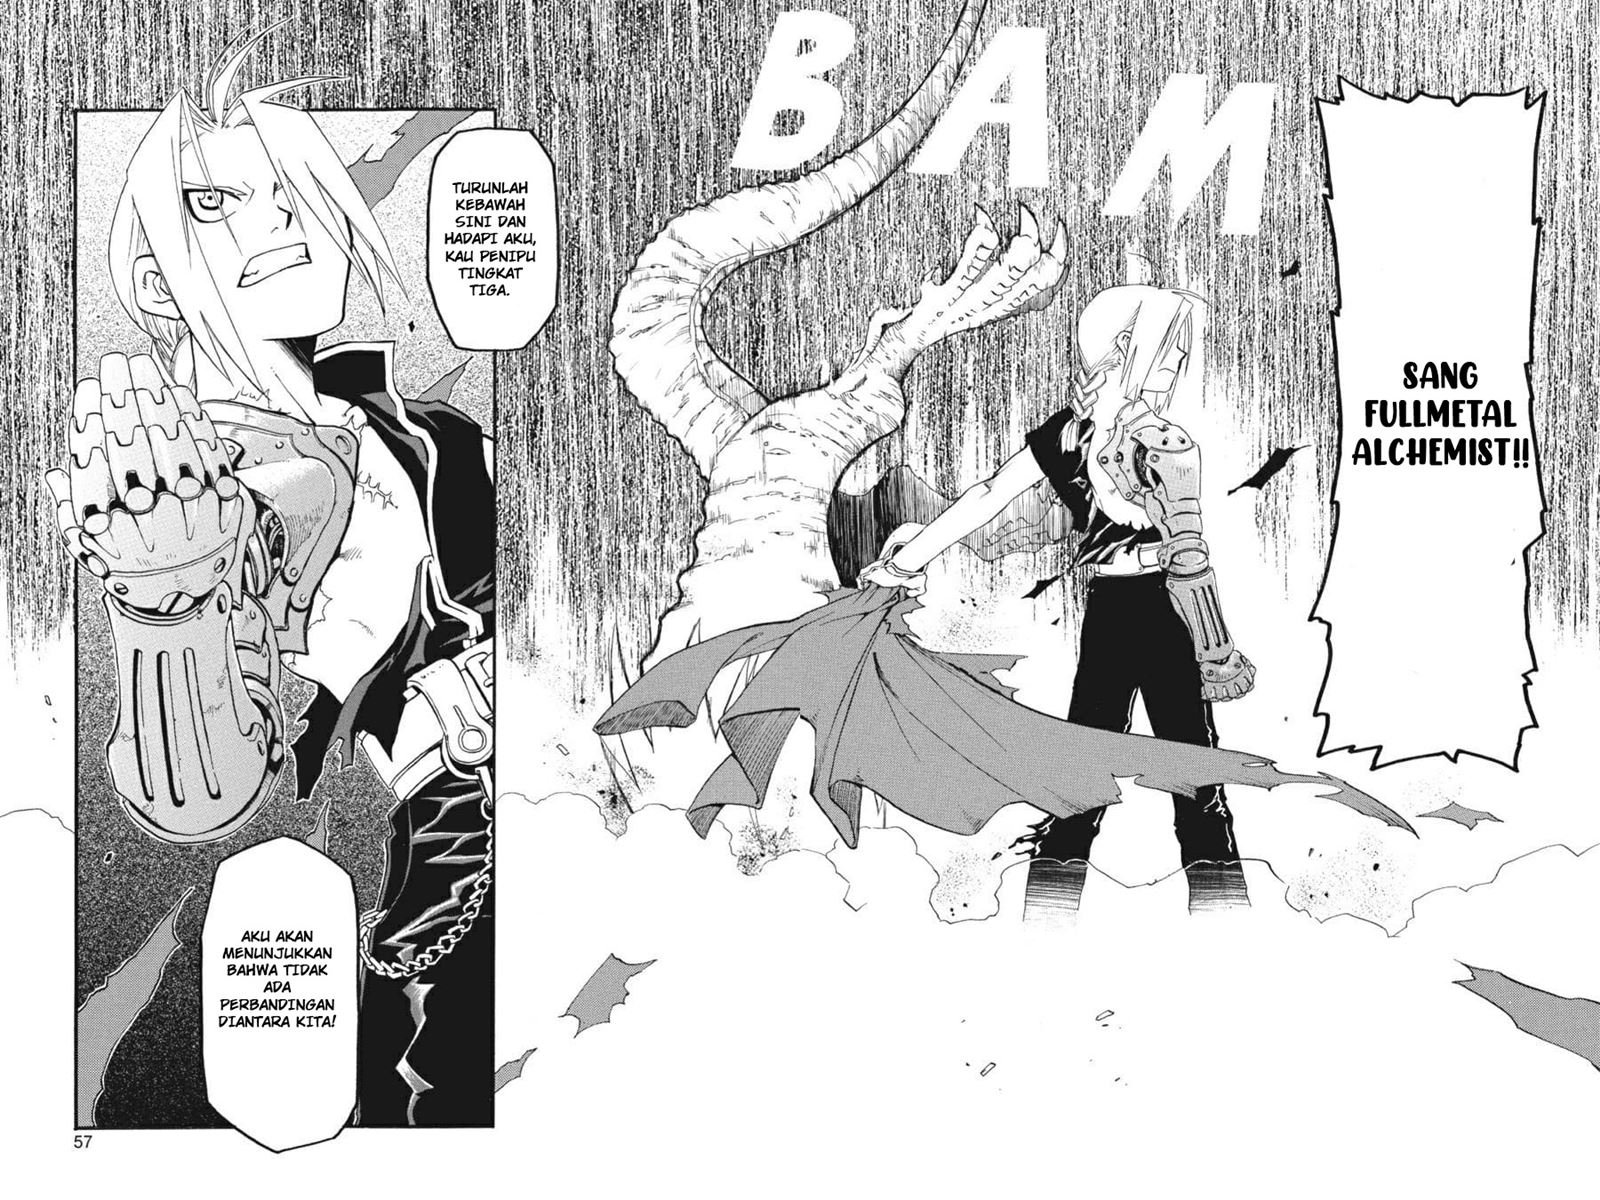 BAM
SANG
FULLMETAL
ALCHEMIST!!
TURUNLAH
KEBAWAH
SINI DAN
HADAPI AKU,
KAU PENIPU
TINGKAT
TIGA.
AKU AKAN
MENUNJUKKAN
BAHWA TIDAK
ADA
PERBANDINGAN
DIANTARA KITA!
57